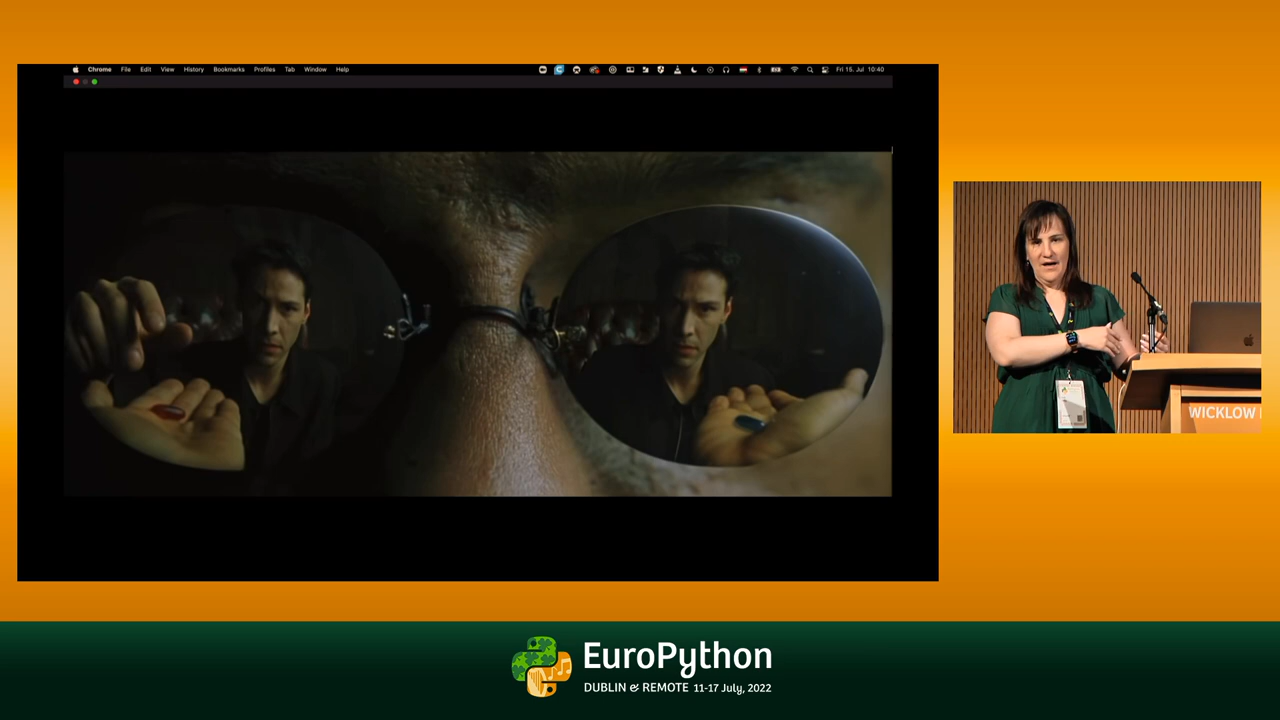 Chrome File Edit View History Bookmarks Profiles Tab Window Help Fri 15. Jul 10:40
WICKLOW
EuroPython
DUBLIN & REMOTE 11-17 July, 2022